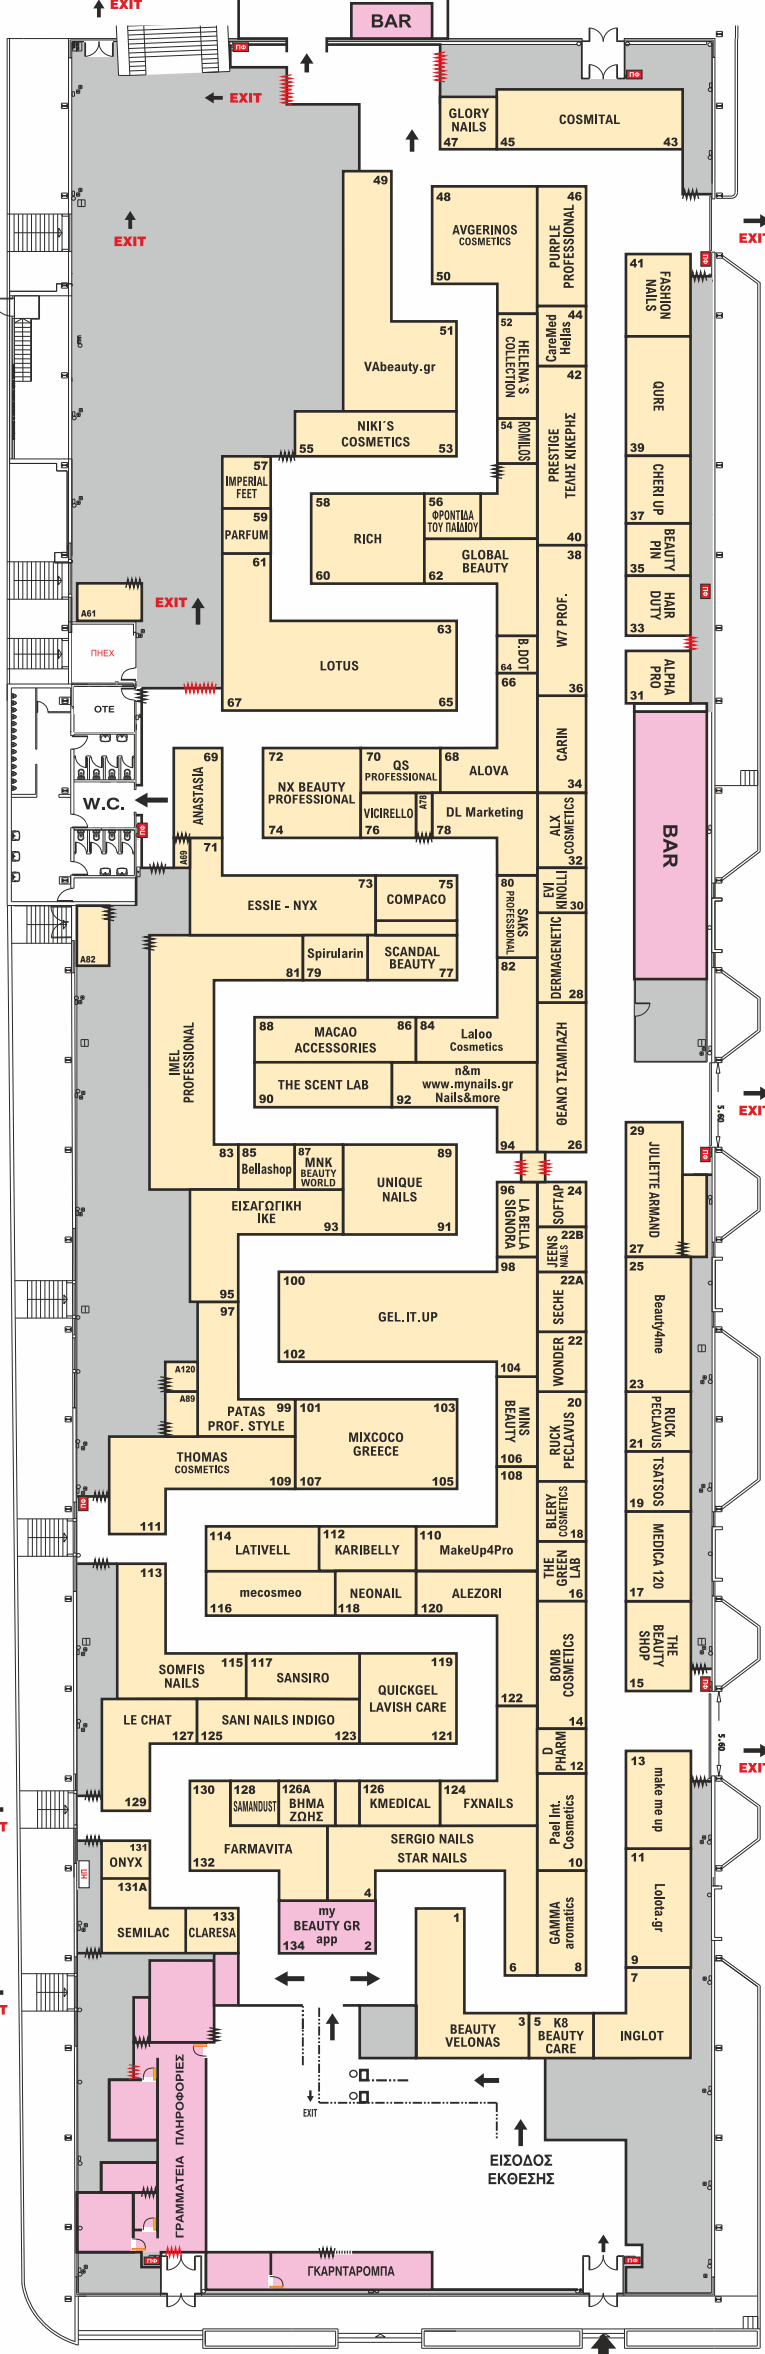 EXIT
BAR
ΠΦ
ΠΦ
EXIT
GLORY
NAILS
47
COSMITAL
45
43
49
48
AVGERINOS
COSMETICS
50
46
PURPLE
PROFESSIONAL
EXIT
EXIT
ΠΦ
41
FASHION
NAILS
51
VAbeauty.gr
52
HELENA´S
COLLECTION
44
CareMed
Hellas
42
PRESTIGE
ΤΕΛΗΣ ΚΙΚΕΡΗΣ
40
QURE
39
NIKI´S
COSMETICS
55
53
54
ROMILOS
57
IMPERIAL
FEET
59
PARFUM
61
58
RICH
60
56
ΦΡΟΝΤΙΔΑ
ΤΟΥ ΠΑΙΔΙΟΥ
GLOBAL
BEAUTY
62
38
W7 PROF.
36
CHERI UP
37
BEAUTY
PIN
35
HAIR
DUTY
33
ΠΦ
A61
EXIT
ΠΗΕΧ
63
LOTUS
67
65
B.DOT
64
66
ALPHA
PRO
31
OTE
CARIN
34
W.C.
ΠΦ
69
ANASTASIA
72
NX BEAUTY
PROFESSIONAL
74
70
QS
PROFESSIONAL
68
ALOVA
VICIRELLO
76
A78
DL Marketing
78
ALX
COSMETICS
32
BAR
A69
71
73
ESSIE - NYX
75
COMPACO
80
SAKS
PROFESSIONAL
82
EVI
KINOLLI
30
DERMAGENETIC
28
A82
IMEL
PROFESSIONAL
81
Spirularin
79
SCANDAL
BEAUTY
77
88
MACAO
ACCESSORIES
86
84
Laloo
Cosmetics
ΘΕΑΝΩ ΤΣΑΜΠΑΖΗ
26
THE SCENT LAB
90
n&m
www.mynails.gr
Nails&more
92
94
EXIT
5.60
ΠΦ
29
JULIETTE ARMAND
27
83
85
Bellashop
87
MNK
BEAUTY
WORLD
89
UNIQUE
NAILS
91
ΕΙΣΑΓΩΓΙΚΗ
ΙΚΕ
93
95
96
LA BELLA
SIGNORA
98
24
SOFTAP
22B
JEENS
NAILS
22A
SECHE
100
GEL.IT.UP
102
104
25
Beauty4me
23
97
22
WONDER
A120
A89
PATAS
PROF. STYLE
99
101
MIXCOCO
GREECE
103
107
105
MINS
BEAUTY
106
108
20
RUCK
PECLAVUS
RUCK
PECLAVUS
21
THOMAS
COSMETICS
109
111
ΠΦ
TSATSOS
19
BLERY
COSMETICS
18
114
LATIVELL
112
KARIBELLY
110
MakeUp4Pro
THE
GREEN
LAB
16
MEDICA 120
17
113
mecosmeo
116
NEONAIL
118
ALEZORI
120
THE
BEAUTY
SHOP
15
ΠΦ
SOMFIS
NAILS
115
117
SANSIRO
119
QUICKGEL
LAVISH CARE
121
122
BOMB
COSMETICS
14
LE CHAT
127
SANI NAILS INDIGO
125
123
129
D
PHARM
12
5.60
EXIT
13
make me up
130
128
SAMANDUST
126A
ΒΗΜΑ
ΖΩΗΣ
126
KMEDICAL
124
FXNAILS
Pael Int.
Cosmetics
10
FARMAVITA
132
SERGIO NAILS
STAR NAILS
4
6
131
ONYX
131A
SEMILAC
133
CLARESA
11
Lolota.gr
9
my
BEAUTY GR
app
134
2
GAMMA
aromatics
8
1
BEAUTY
VELONAS
3
5
K8
BEAUTY
CARE
7
INGLOT
EXIT
ΓΡΑΜΜΑΤΕΙΑ ΠΛΗΡΟΦΟΡΙΕΣ
ΕΙΣΟΔΟΣ
ΕΚΘΕΣΗΣ
ΠΦ
ΓΚΑΡΝΤΑΡΟΜΠΑ
ΠΦ